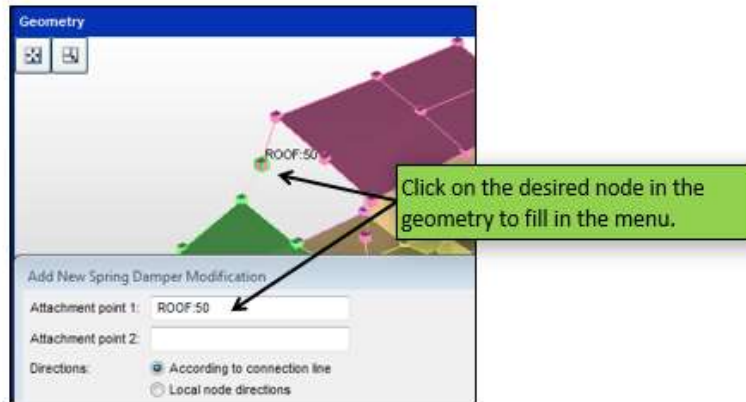 Geometry
ROOF:50
Click on the desired node in the
geometry to fill in the menu.
Add New Spring Damper Modification
Attachment point 1: ROOF:50
Attachment point 2:
Directions: According to connection line
Local node directions